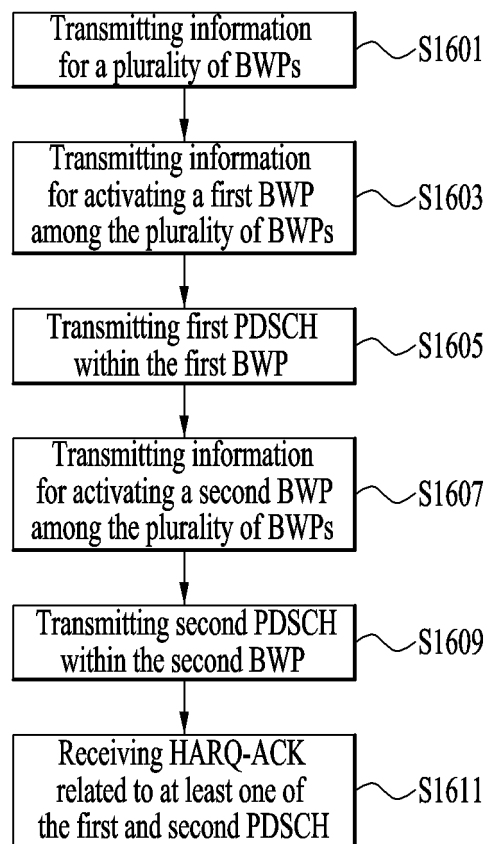 Transmitting information
for a plurality of BWPs
S1601
Transmitting information
for activating a first BWP
among the plurality of BWPs
S1603
Transmitting first PDSCH
within the first BWP
S1605
Transmitting information
for activating a second BWP
among the plurality of BWPs
S1607
Transmitting second PDSCH
within the second BWP
S1609
Receiving HARQ-ACK
related to at least one of
the first and second PDSCH
S1611